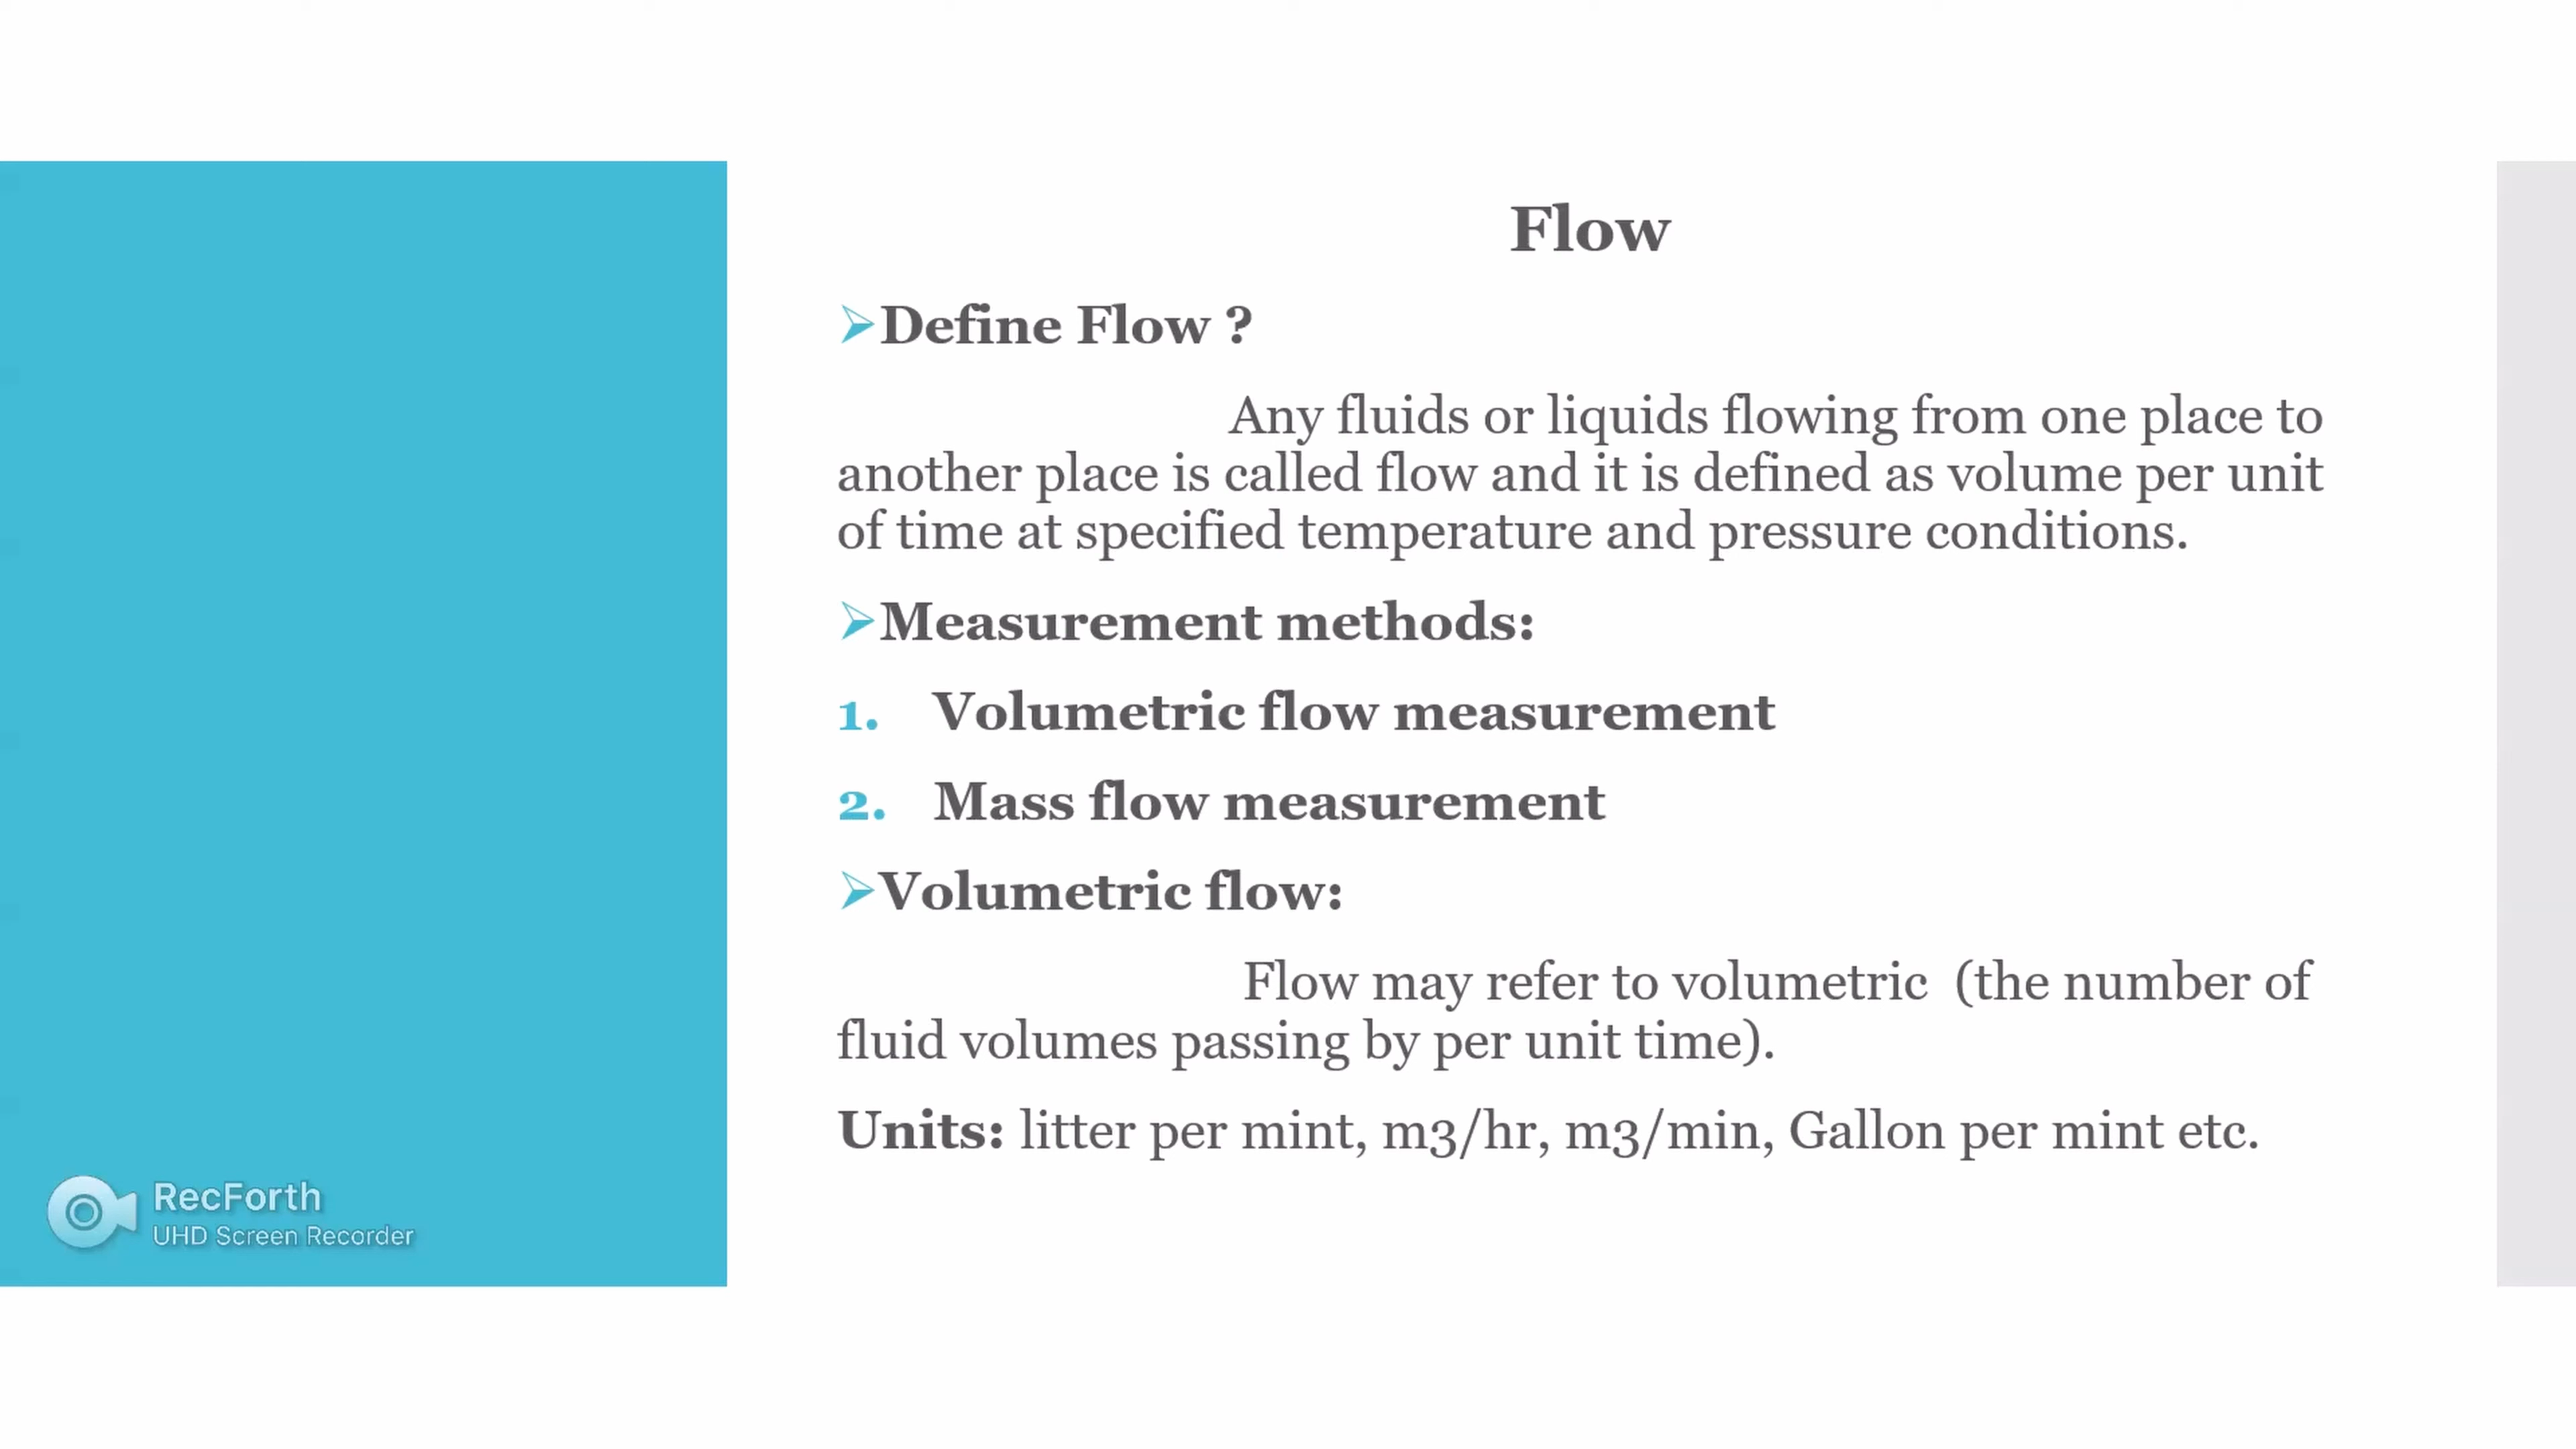 Flow
➢Define Flow ?
Any fluids or liquids flowing from one place to
another place is called flow and it is defined as volume per unit
of time at specified temperature and pressure conditions.
➢Measurement methods:
1. Volumetric flow measurement
2. Mass flow measurement
➢Volumetric flow:
Flow may refer to volumetric (the number of
fluid volumes passing by per unit time).
Units: litter per mint, m3/hr, m3/min, Gallon per mint etc.
RecForth
UHD Screen Recorder